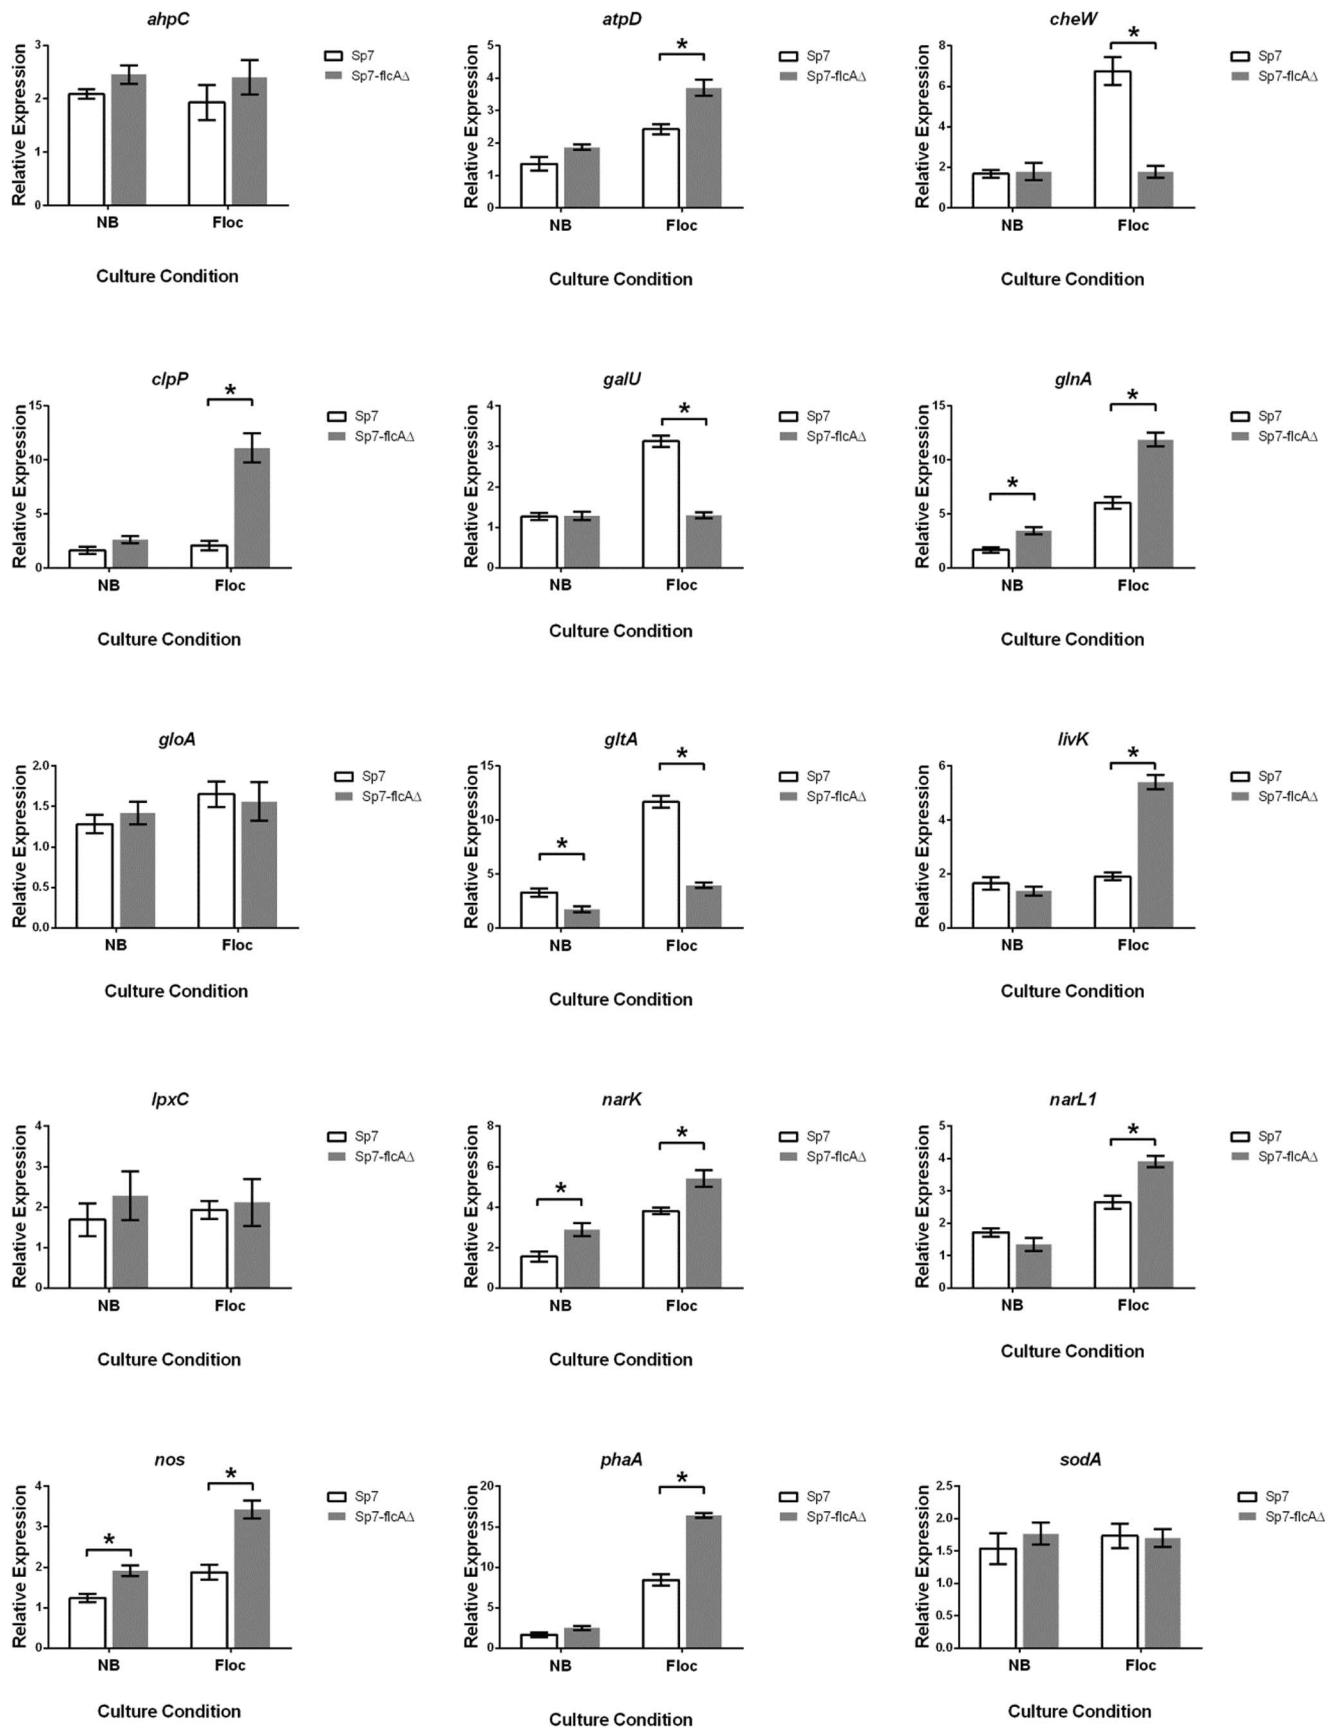 ahpC
3
2
1
0
Relative Expression
NB
Floc
Culture Condition
Sp7
Sp7-flcAΔ
atpD
*
5
4
3
2
1
0
Relative Expression
NB
Floc
Culture Condition
Sp7
Sp7-flcAΔ
cheW
*
8
6
4
2
0
Relative Expression
NB
Floc
Culture Condition
Sp7
Sp7-flcAΔ
clpP
*
15
10
5
0
Relative Expression
NB
Floc
Culture Condition
Sp7
Sp7-flcAΔ
galU
*
4
3
2
1
0
Relative Expression
NB
Floc
Culture Condition
Sp7
Sp7-flcAΔ
glnA
*
*
15
10
5
0
Relative Expression
NB
Floc
Culture Condition
Sp7
Sp7-flcAΔ
gloA
2.0
1.5
1.0
0.5
0.0
Relative Expression
NB
Floc
Culture Condition
Sp7
Sp7-flcAΔ
gltA
*
*
15
10
5
0
Relative Expression
NB
Floc
Culture Condition
Sp7
Sp7-flcAΔ
livK
*
6
4
2
0
Relative Expression
NB
Floc
Culture Condition
Sp7
Sp7-flcAΔ
lpxC
4
3
2
1
0
Relative Expression
NB
Floc
Culture Condition
Sp7
Sp7-flcAΔ
narK
*
*
8
6
4
2
0
Relative Expression
NB
Floc
Culture Condition
Sp7
Sp7-flcAΔ
narL1
*
5
4
3
2
1
0
Relative Expression
NB
Floc
Culture Condition
Sp7
Sp7-flcAΔ
nos
*
*
4
3
2
1
0
Relative Expression
NB
Floc
Culture Condition
Sp7
Sp7-flcAΔ
phaA
*
20
15
10
5
0
Relative Expression
NB
Floc
Culture Condition
Sp7
Sp7-flcAΔ
sodA
2.5
2.0
1.5
1.0
0.5
0.0
Relative Expression
NB
Floc
Culture Condition
Sp7
Sp7-flcAΔ